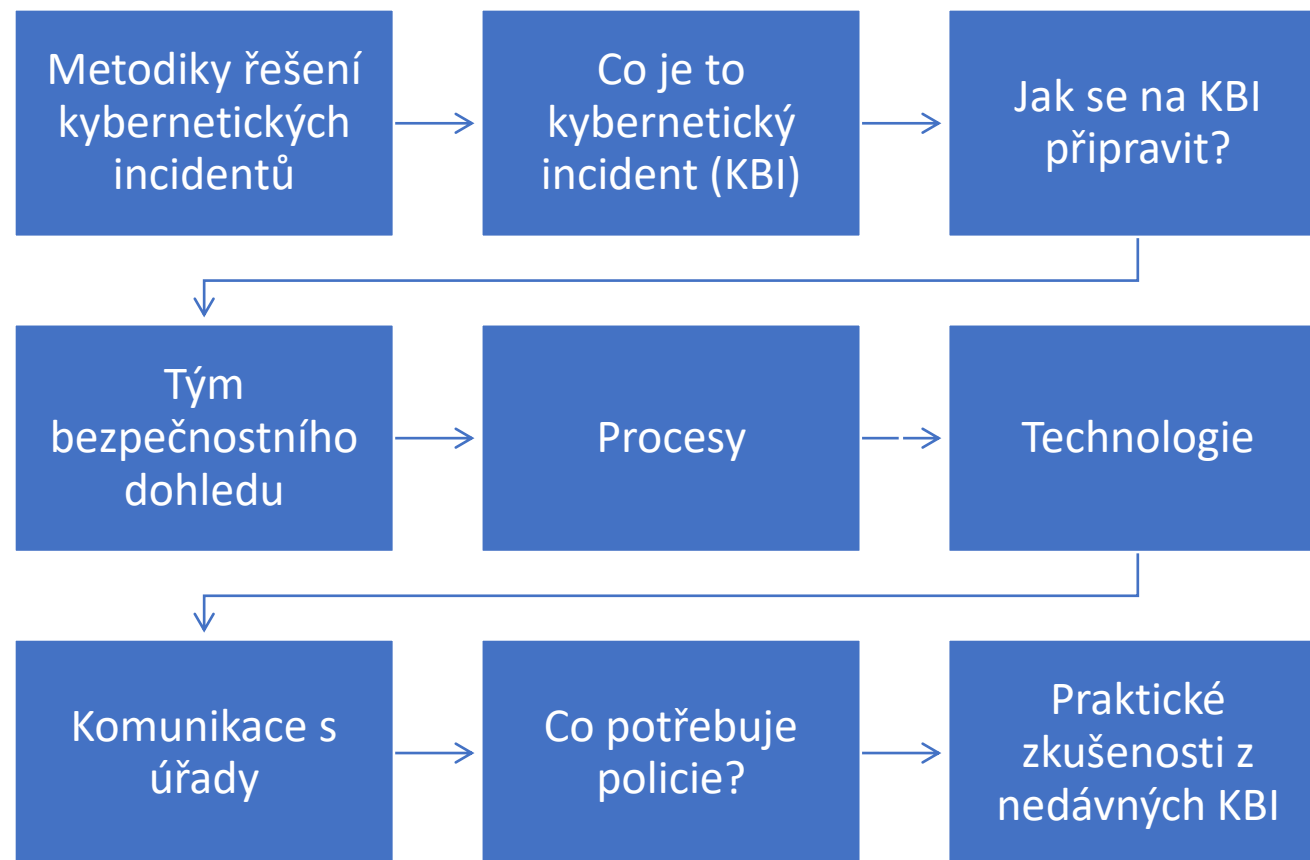 Metodiky řešení
kybernetických
incidentů
Co je to
kybernetický
incident (KBI)
Jak se na KBI
připravit?
Tým
bezpečnostního
dohledu
Procesy
Technologie
Komunikace s
úřady
Co potřebuje
policie?
Praktické
zkušenosti z
nedávných KBI